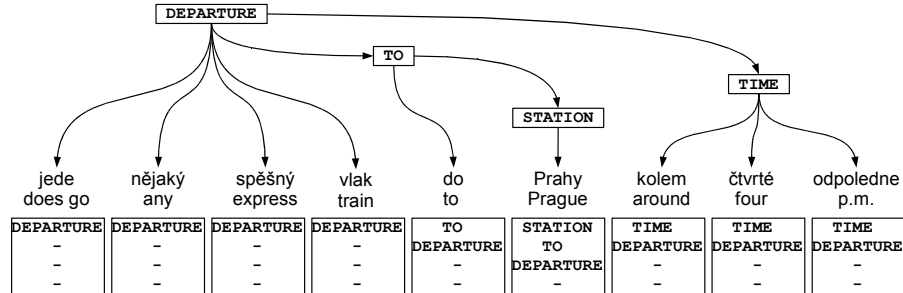 DEPARTURE
TO
TIME
STATION
jede nějaký spěšný vlak do Prahy kolem čtvrté odpoledne
does go any express train to Prague around four p.m.
DEPARTURE DEPARTURE DEPARTURE DEPARTURE TO STATION TIME TIME TIME
- - - - DEPARTURE TO DEPARTURE DEPARTURE DEPARTURE
- - - - - DEPARTURE - - -
- - - - - - - - -